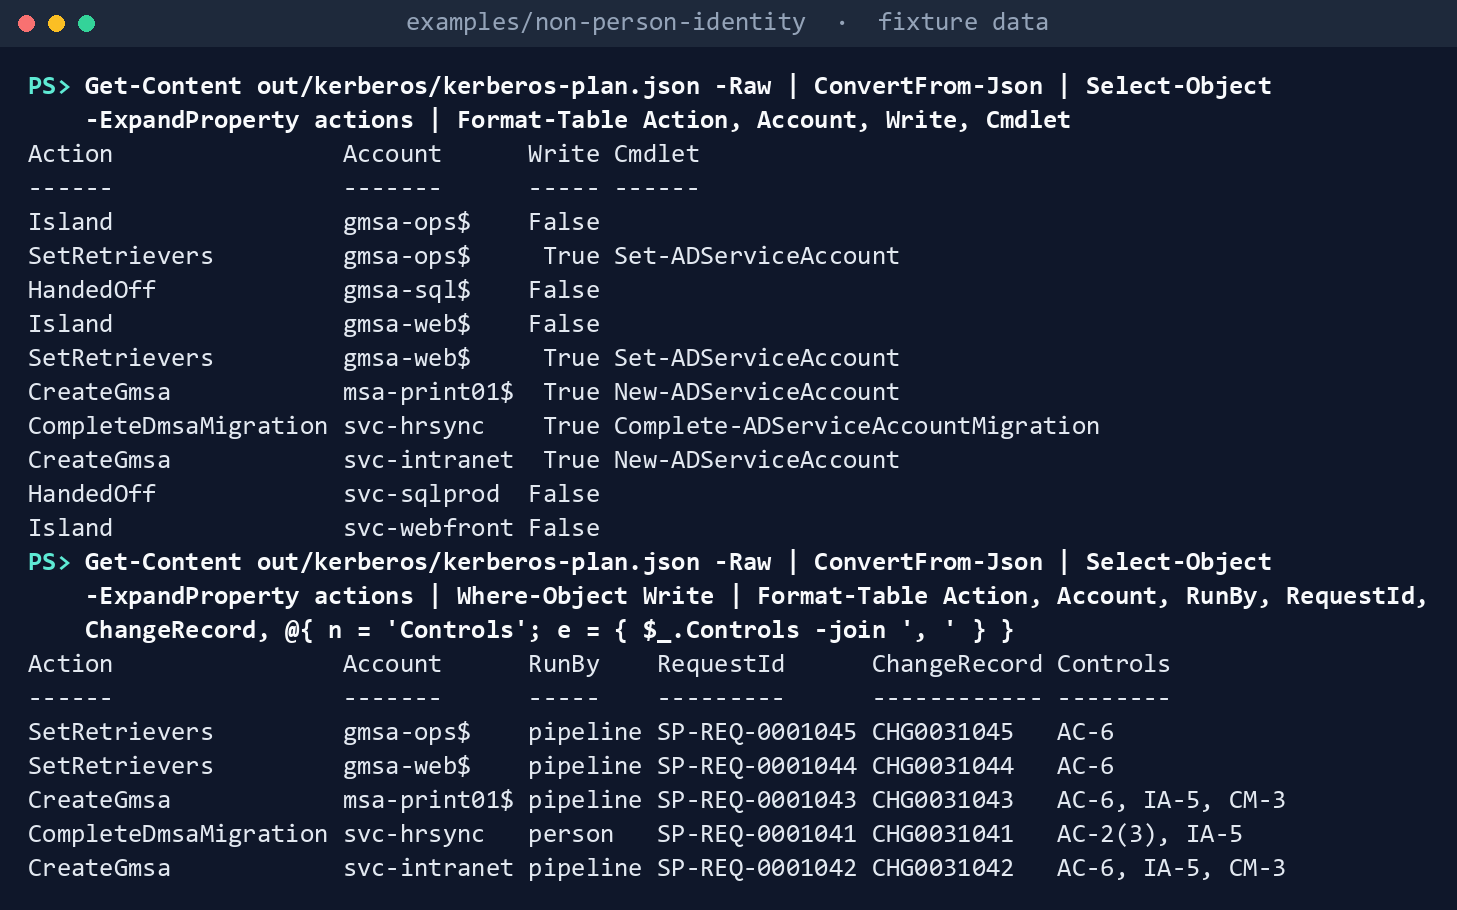 examples/non-person-identity · fixture data
PS> Get-Content out/kerberos/kerberos-plan.json -Raw | ConvertFrom-Json | Select-Object
    -ExpandProperty actions | Format-Table Action, Account, Write, Cmdlet
Action                Account      Write Cmdlet
------                -------      ----- ------
Island                gmsa-ops$    False
SetRetrievers         gmsa-ops$     True Set-ADServiceAccount
HandedOff             gmsa-sql$    False
Island                gmsa-web$    False
SetRetrievers         gmsa-web$     True Set-ADServiceAccount
CreateGmsa            msa-print01$  True New-ADServiceAccount
CompleteDmsaMigration svc-hrsync    True Complete-ADServiceAccountMigration
CreateGmsa            svc-intranet  True New-ADServiceAccount
HandedOff             svc-sqlprod  False
Island                svc-webfront False
PS> Get-Content out/kerberos/kerberos-plan.json -Raw | ConvertFrom-Json | Select-Object
    -ExpandProperty actions | Where-Object Write | Format-Table Action, Account, RunBy, RequestId,
    ChangeRecord, @{ n = 'Controls'; e = { $_.Controls -join ', ' } }
Action                Account      RunBy    RequestId      ChangeRecord Controls
------                -------      -----    ---------      ------------ --------
SetRetrievers         gmsa-ops$    pipeline SP-REQ-0001045 CHG0031045   AC-6
SetRetrievers         gmsa-web$    pipeline SP-REQ-0001044 CHG0031044   AC-6
CreateGmsa            msa-print01$ pipeline SP-REQ-0001043 CHG0031043   AC-6, IA-5, CM-3
CompleteDmsaMigration svc-hrsync   person   SP-REQ-0001041 CHG0031041   AC-2(3), IA-5
CreateGmsa            svc-intranet pipeline SP-REQ-0001042 CHG0031042   AC-6, IA-5, CM-3